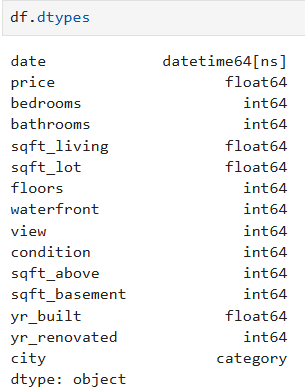 df.dtypes
date datetime64[ns]
price float64
bedrooms int64
bathrooms int64
sqft_living float64
sqft_lot float64
floors int64
waterfront int64
view int64
condition int64
sqft_above int64
sqft_basement int64
yr_built float64
yr_renovated int64
city category
dtype: object